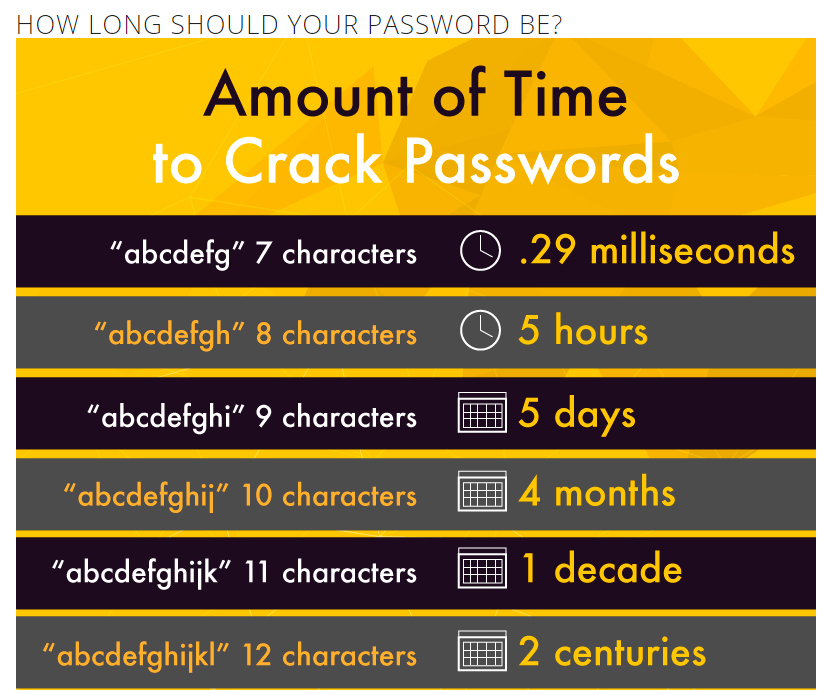 HOW LONG SHOULD YOUR PASSWORD BE?
Amount of Time
to Crack Passwords
“abcdefg” 7 characters .29 milliseconds
“abcdefgh” 8 characters 5 hours
“abcdefghi” 9 characters 5 days
“abcdefghij” 10 characters 4 months
“abcdefghijk” 11 characters 1 decade
“abcdefghijkl” 12 characters 2 centuries